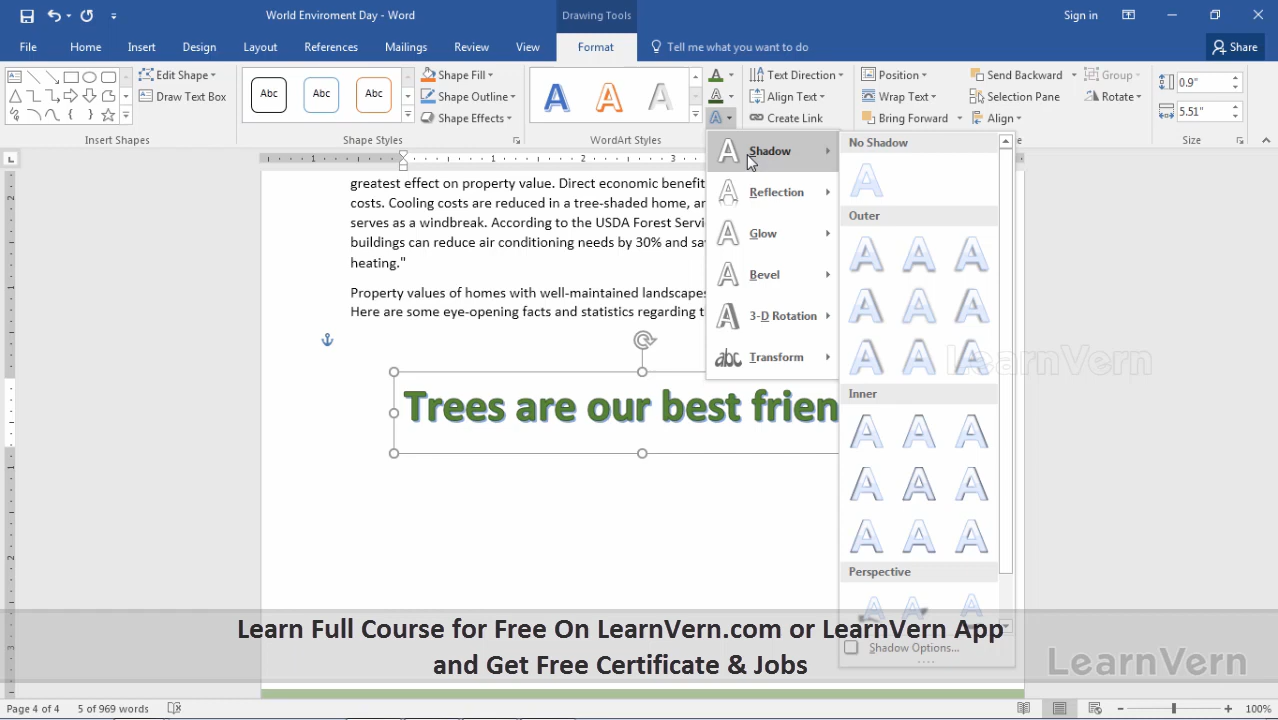 World Enviroment Day - Word
Drawing Tools
Sign in
File Home Insert Design Layout References Mailings Review View Format Tell me what you want to do Share
Edit Shape
Draw Text Box
Insert Shapes
Abc Abc Abc
Shape Fill
Shape Outline
Shape Effects
Shape Styles
A A A
WordArt Styles
Text Direction
Align Text
Create Link
Position
Wrap Text
Bring Forward
Send Backward
Selection Pane
Align
Group
Rotate
0.9"
5.51"
Size
Shadow
Reflection
Glow
Bevel
3-D Rotation
Transform
No Shadow
Outer
Inner
Perspective
Shadow Options...
greatest effect on property value. Direct economic benefit
costs. Cooling costs are reduced in a tree-shaded home, an
serves as a windbreak. According to the USDA Forest Servi
buildings can reduce air conditioning needs by 30% and sav
heating."
Property values of homes with well-maintained landscapes
Here are some eye-opening facts and statistics regarding t
Trees are our best frien
LearnVern
Learn Full Course for Free On LearnVern.com or LearnVern App
and Get Free Certificate & Jobs
LearnVern
Page 4 of 4 5 of 969 words 100%